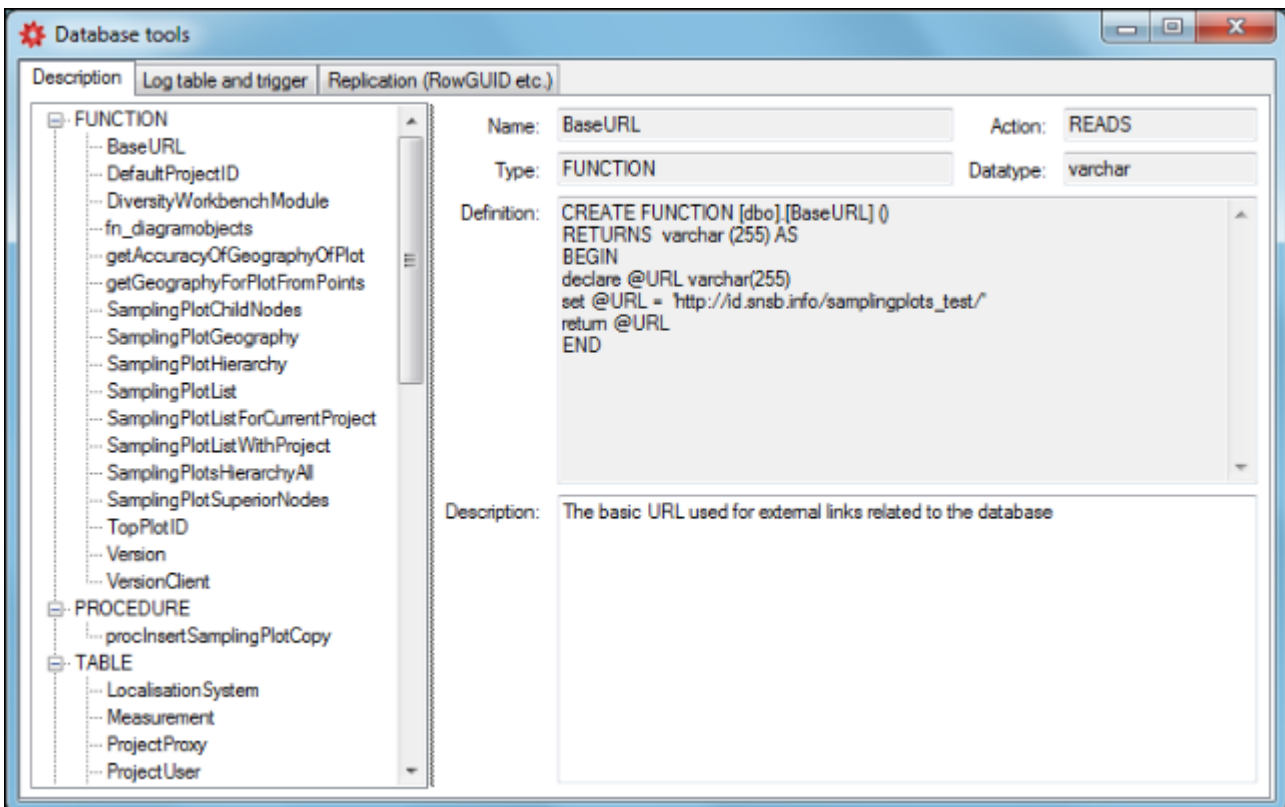 Database tools
Description
Log table and trigger
Replication (RowGUID etc.)
FUNCTION
BaseURL
DefaultProjectID
DiversityWorkbenchModule
fn_diagramobjects
getAccuracyOfGeographyOfPlot
getGeographyForPlotFromPoints
SamplingPlotChildNodes
SamplingPlotGeography
SamplingPlotHierarchy
SamplingPlotList
SamplingPlotListForCurrentProject
SamplingPlotListWithProject
SamplingPlotsHierarchyAll
SamplingPlotSuperiorNodes
TopPlotID
Version
VersionClient
PROCEDURE
procInsertSamplingPlotCopy
TABLE
LocalisationSystem
Measurement
ProjectProxy
ProjectUser
Name: BaseURL Action: READS
Type: FUNCTION Datatype: varchar
Definition: CREATE FUNCTION [dbo].[BaseURL] ()
RETURNS varchar (255) AS
BEGIN
declare @URL varchar(255)
set @URL = 'http://id.snsb.info/samplingplots_test/'
return @URL
END
Description: The basic URL used for external links related to the database